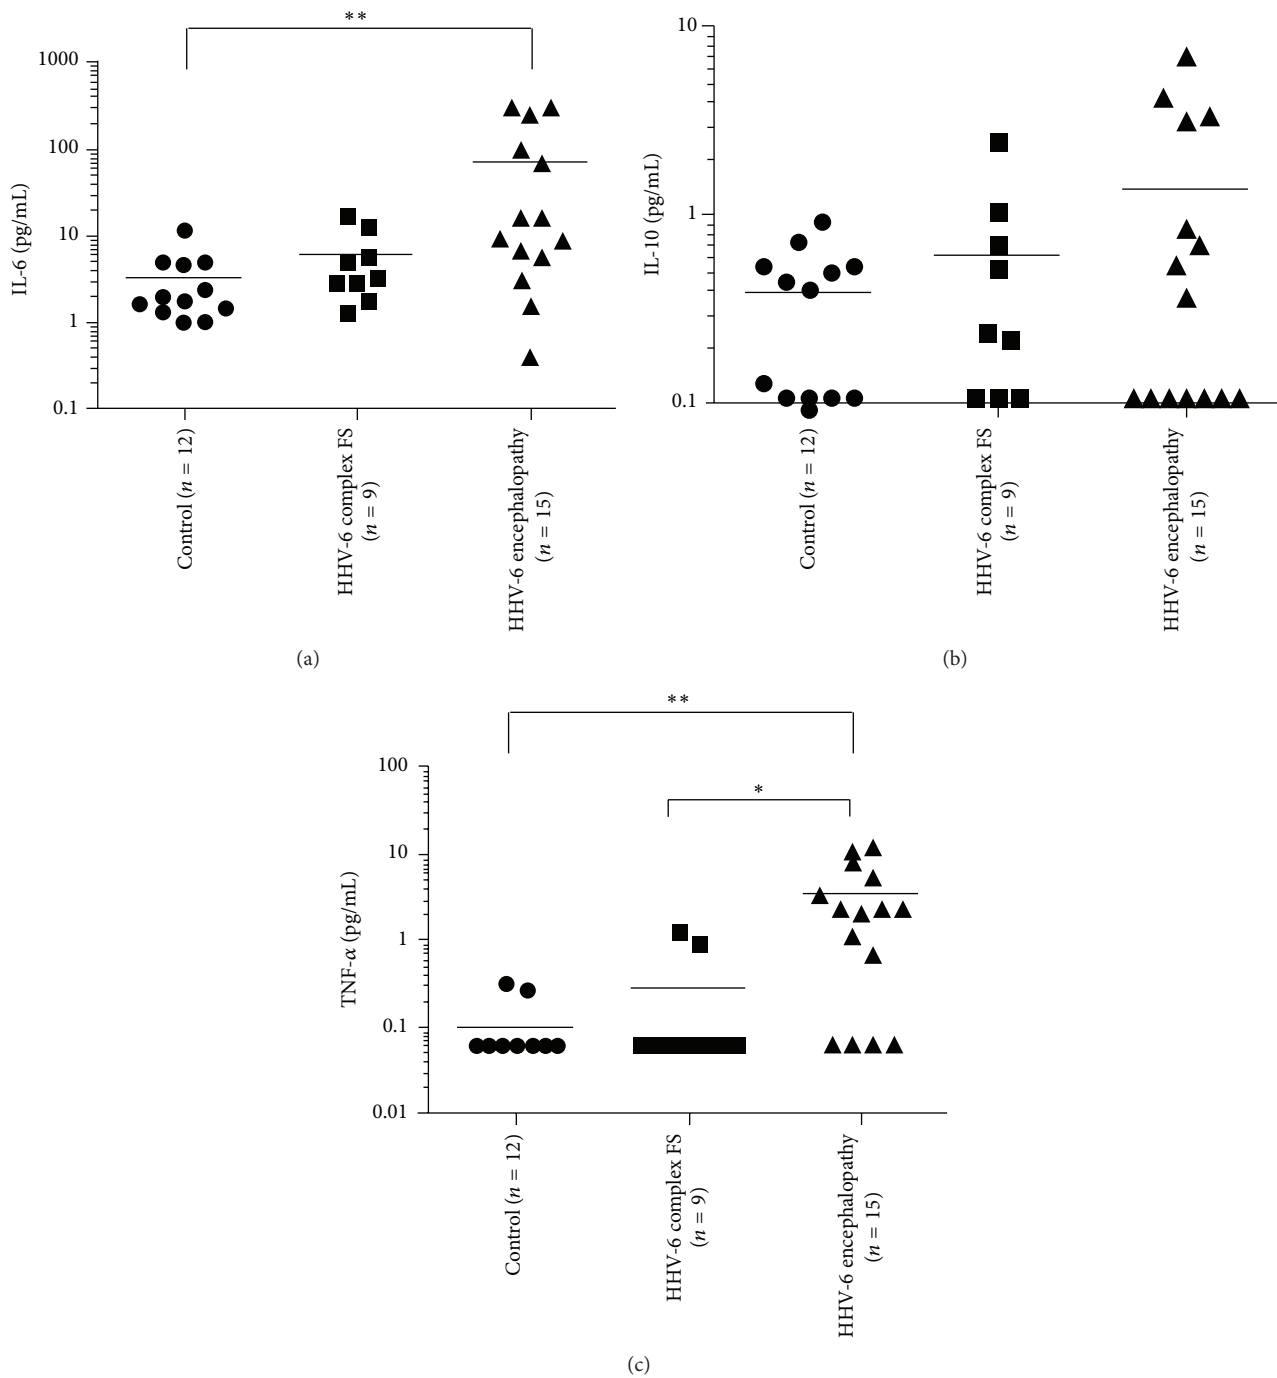 **
1000
100
10
1
0.1
IL-6 (pg/mL)
Control (n = 12)
HHV-6 complex FS
(n = 9)
HHV-6 encephalopathy
(n = 15)
(a)
10
1
0.1
IL-10 (pg/mL)
Control (n = 12)
HHV-6 complex FS
(n = 9)
HHV-6 encephalopathy
(n = 15)
(b)
**
*
100
10
1
0.1
0.01
TNF-α (pg/mL)
Control (n = 12)
HHV-6 complex FS
(n = 9)
HHV-6 encephalopathy
(n = 15)
(c)